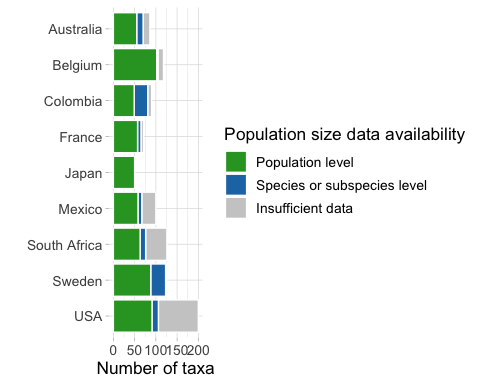 Australia
Belgium
Colombia
France
Japan
Mexico
South Africa
Sweden
USA
0 50 100 150 200
Number of taxa
Population size data availability
Population level
Species or subspecies level
Insufficient data